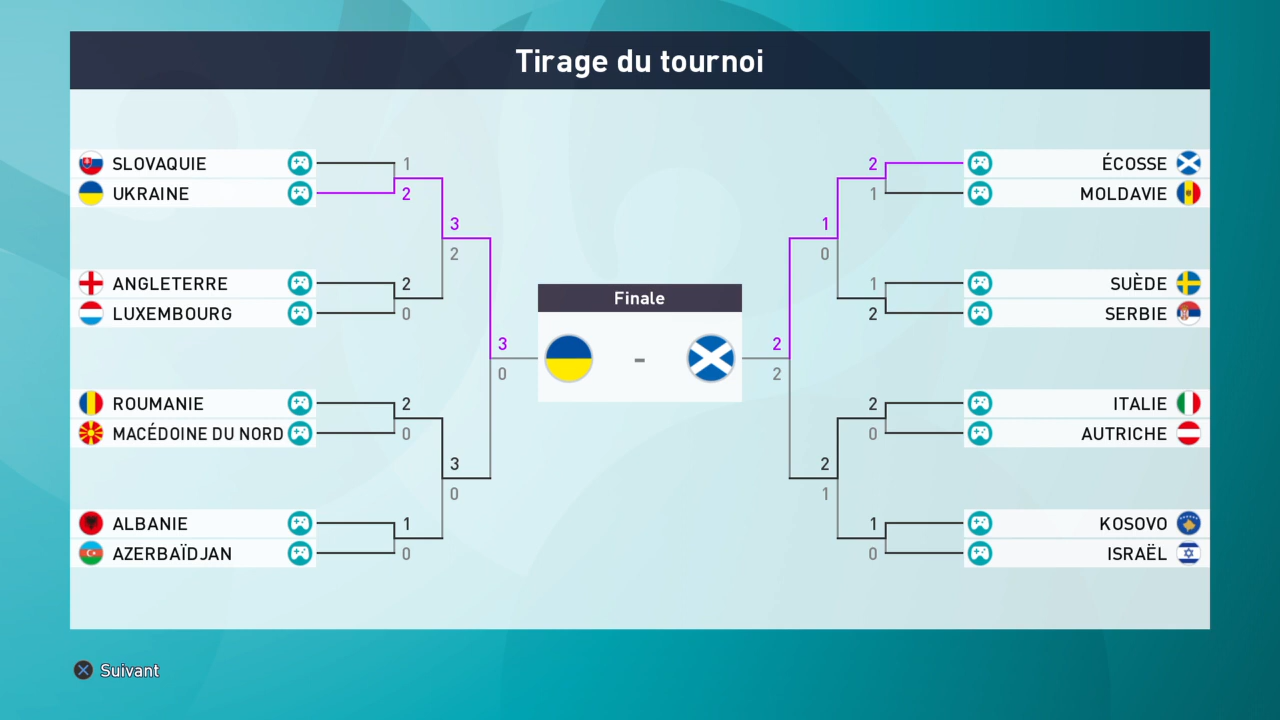 Tirage du tournoi
SLOVAQUIE 1
UKRAINE 2
3
2
ANGLETERRE 2
LUXEMBOURG 0
3
0
ROUMANIE 2
MACÉDOINE DU NORD 0
3
0
ALBANIE 1
AZERBAÏDJAN 0
Finale
-
2 ÉCOSSE
1 MOLDAVIE
1
0
1 SUÈDE
2 SERBIE
2
2
2 ITALIE
0 AUTRICHE
2
1
1 KOSOVO
0 ISRAËL
Suivant